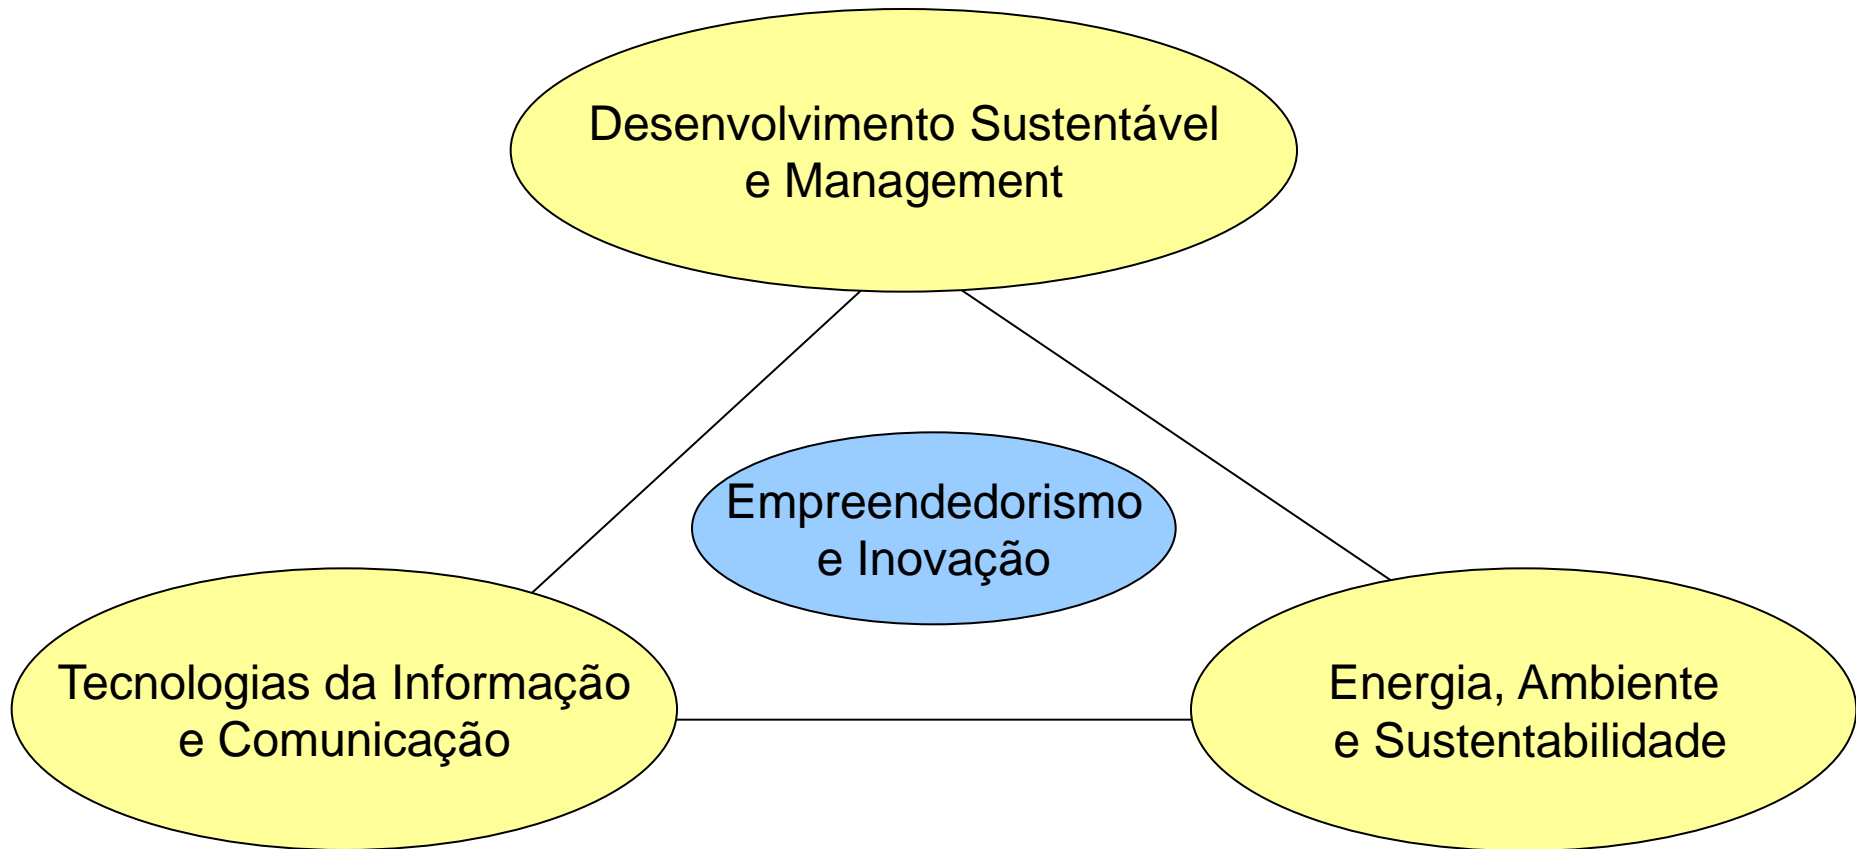 Desenvolvimento Sustentável
e Management
Empreendedorismo
e Inovação
Tecnologias da Informação
e Comunicação
Energia, Ambiente
e Sustentabilidade